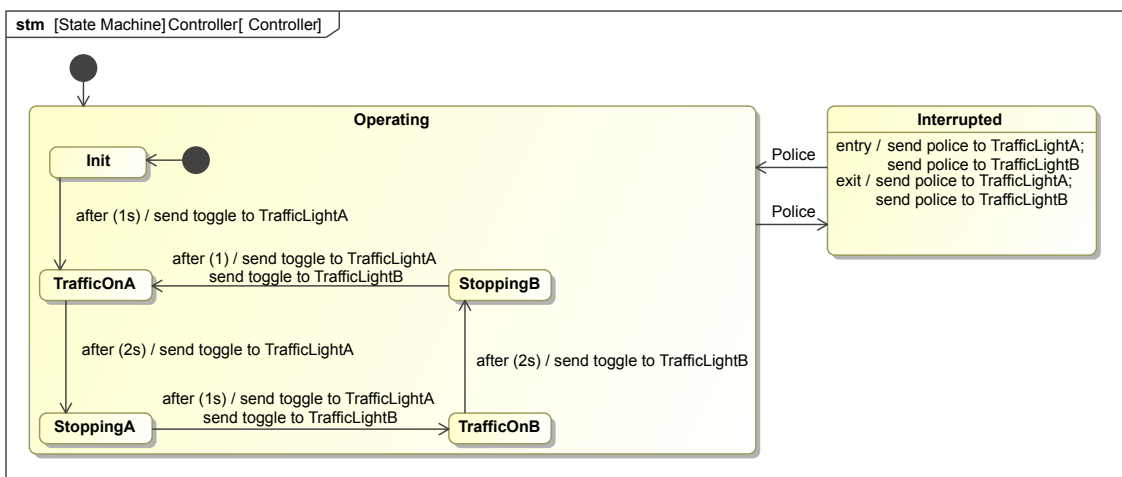 stm [State Machine] Controller[ Controller]
Operating
Init
after (1s) / send toggle to TrafficLightA
after (1) / send toggle to TrafficLightA
send toggle to TrafficLightB
TrafficOnA
StoppingB
after (2s) / send toggle to TrafficLightA
after (2s) / send toggle to TrafficLightB
after (1s) / send toggle to TrafficLightA
send toggle to TrafficLightB
StoppingA
TrafficOnB
Police
Police
Interrupted
entry / send police to TrafficLightA;
send police to TrafficLightB
exit / send police to TrafficLightA;
send police to TrafficLightB